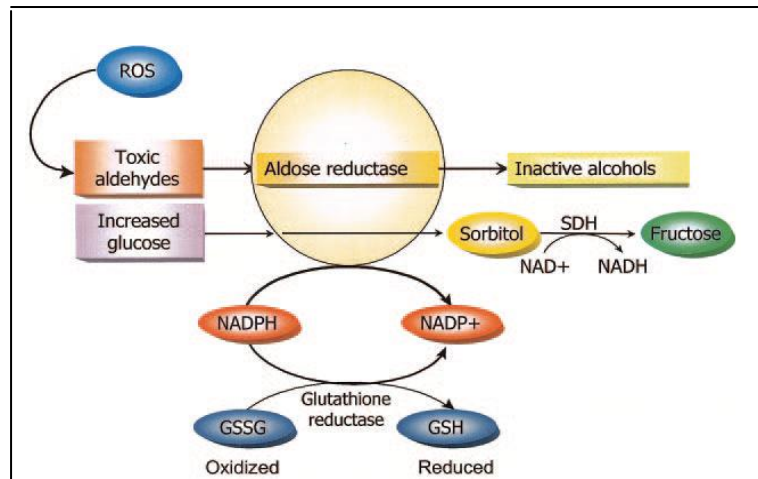 ROS
Toxic
aldehydes
Aldose reductase
Inactive alcohols
Increased
glucose
Sorbitol
SDH
Fructose
NAD+
NADH
NADPH
NADP+
Glutathione
reductase
GSSG
GSH
Oxidized
Reduced